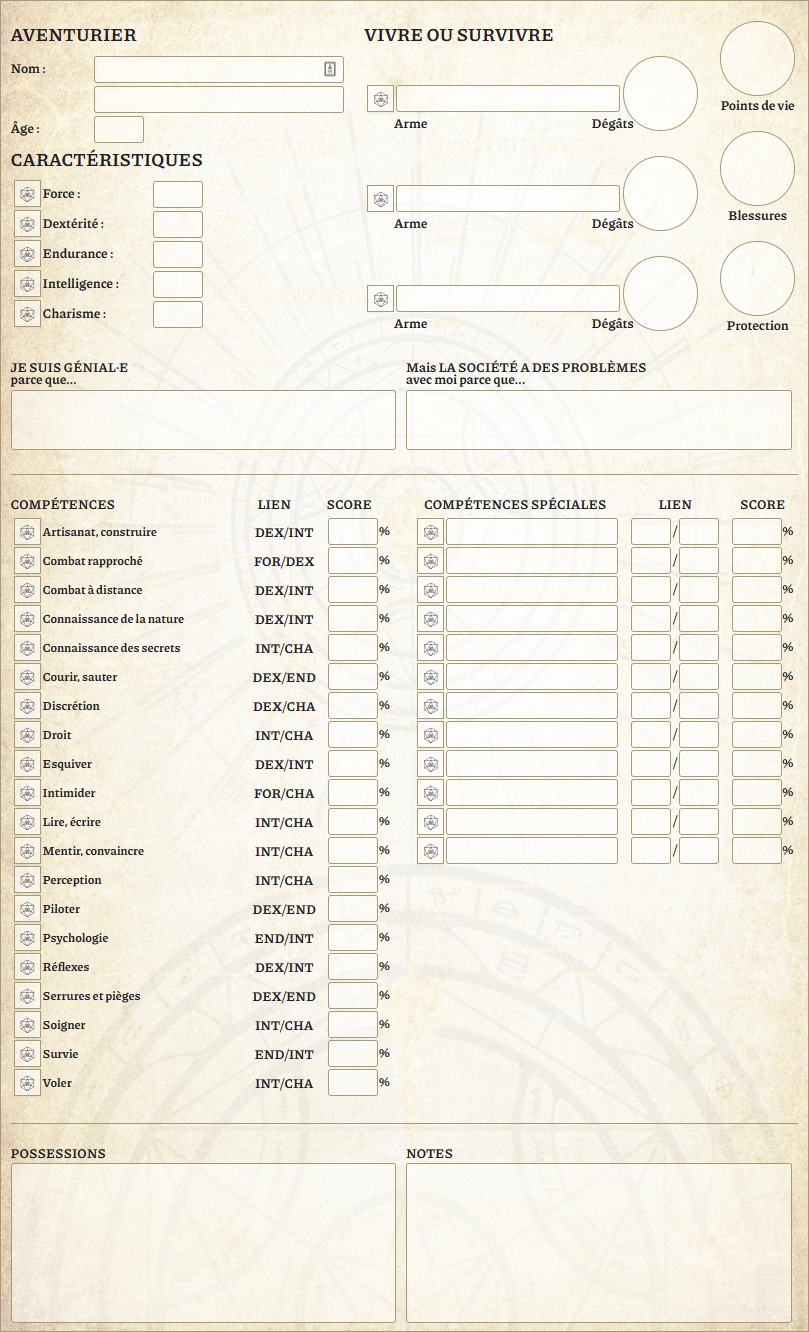 AVENTURIER
Nom :
Âge :
CARACTÉRISTIQUES
Force :
Dextérité :
Endurance :
Intelligence :
Charisme :
VIVRE OU SURVIVRE
Arme Dégâts
Arme Dégâts
Arme Dégâts
Points de vie
Blessures
Protection
JE SUIS GÉNIAL·E
parce que...
Mais LA SOCIÉTÉ A DES PROBLÈMES
avec moi parce que...
COMPÉTENCES LIEN SCORE
Artisanat, construire DEX/INT %
Combat rapproché FOR/DEX %
Combat à distance DEX/INT %
Connaissance de la nature DEX/INT %
Connaissance des secrets INT/CHA %
Courir, sauter DEX/END %
Discrétion DEX/CHA %
Droit INT/CHA %
Esquiver DEX/INT %
Intimider FOR/CHA %
Lire, écrire INT/CHA %
Mentir, convaincre INT/CHA %
Perception INT/CHA %
Piloter DEX/END %
Psychologie END/INT %
Réflexes DEX/INT %
Serrures et pièges DEX/END %
Soigner INT/CHA %
Survie END/INT %
Voler INT/CHA %
COMPÉTENCES SPÉCIALES LIEN SCORE
/ %
/ %
/ %
/ %
/ %
/ %
/ %
/ %
/ %
/ %
/ %
/ %
POSSESSIONS
NOTES